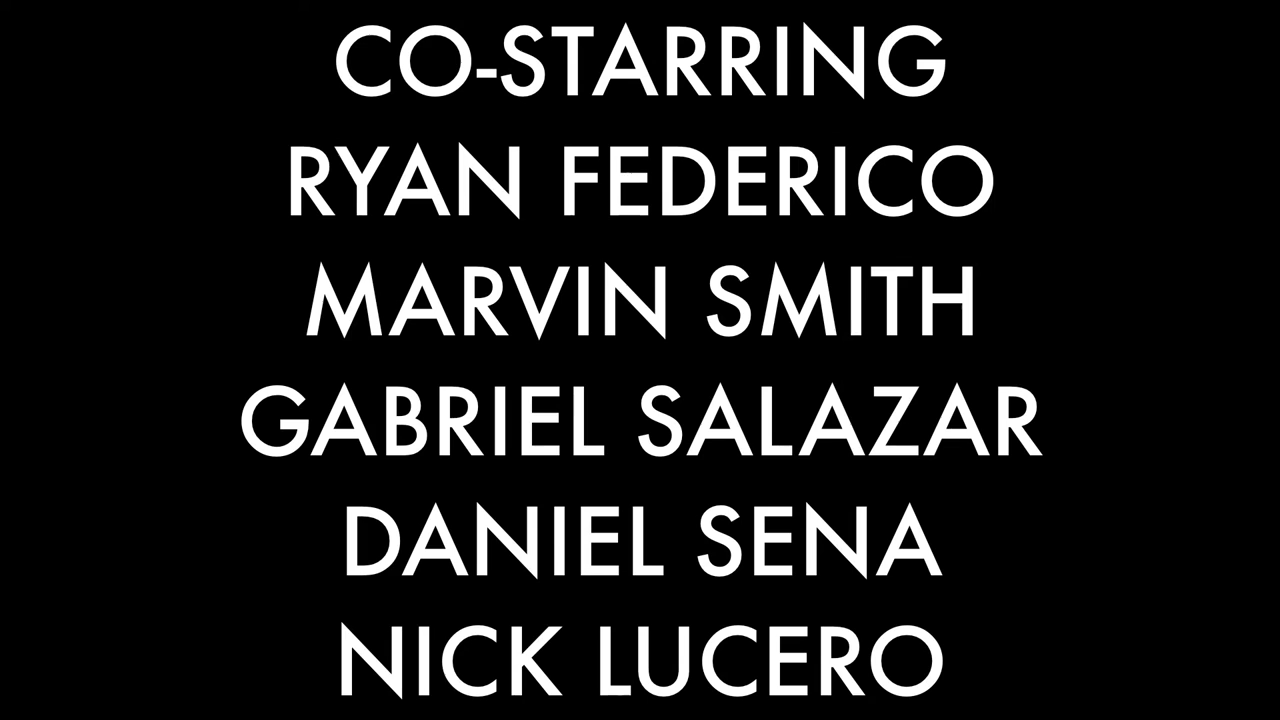 CO-STARRING
RYAN FEDERICO
MARVIN SMITH
GABRIEL SALAZAR
DANIEL SENA
NICK LUCERO